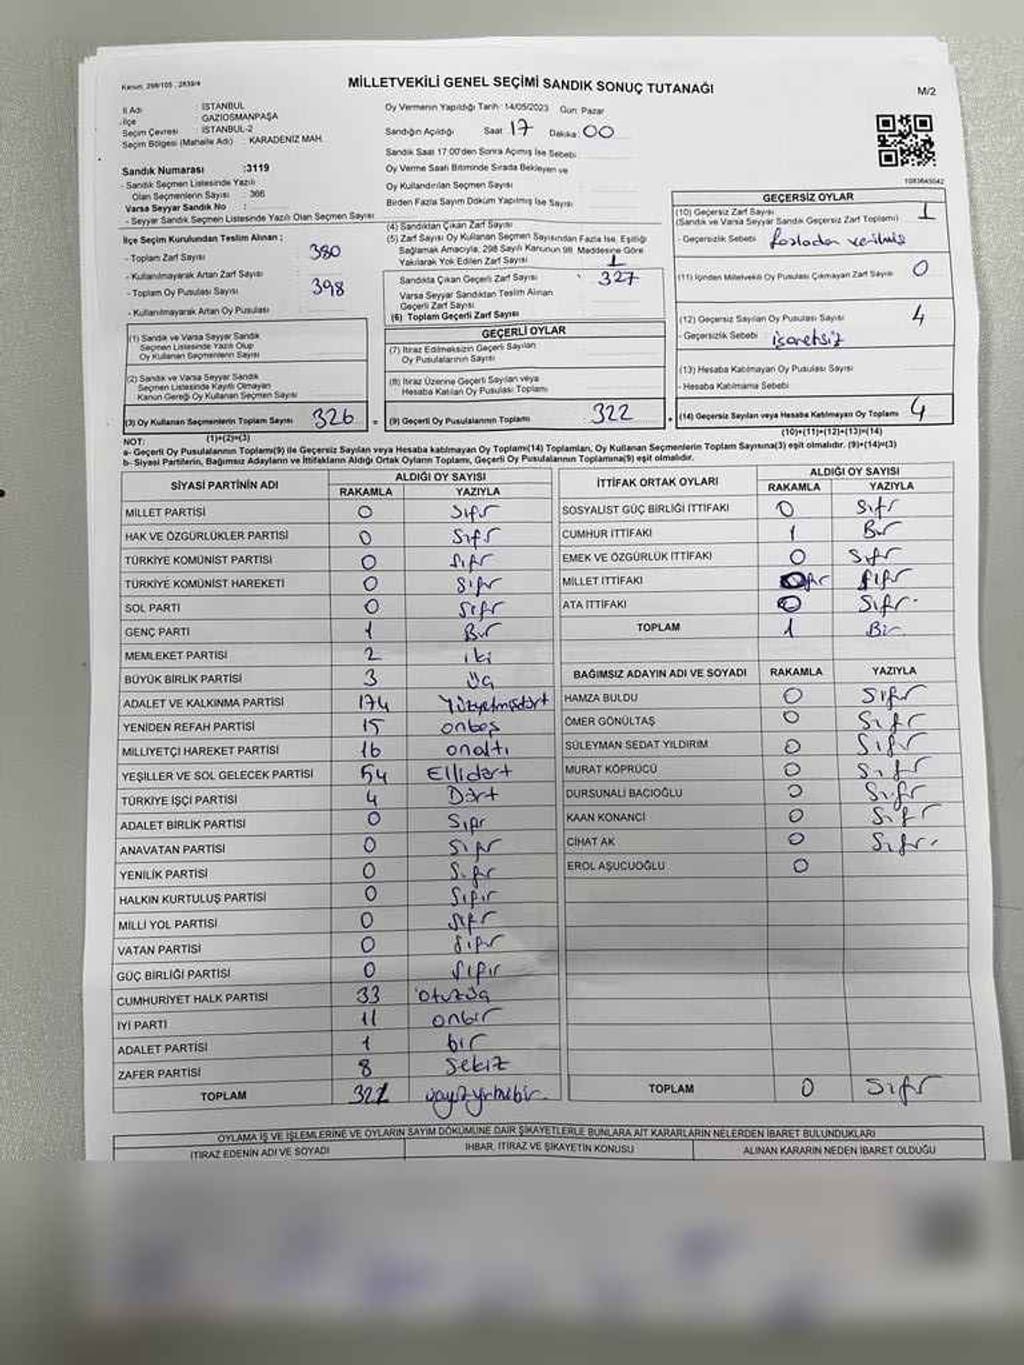 Kanun: 298/105 , 2839/4
MİLLETVEKİLİ GENEL SEÇİMİ SANDIK SONUÇ TUTANAĞI
M/2
İl Adı : İSTANBUL
İlçe : GAZİOSMANPAŞA
Seçim Çevresi : İSTANBUL-2
Seçim Bölgesi (Mahalle Adı) : KARADENİZ MAH.
Oy Vermenin Yapıldığı Tarih : 14/05/2023 Gün: Pazar
Sandığın Açıldığı Saat 17 Dakika: 00
Sandık Saat 17:00'den Sonra Açımış İse Sebebi
Oy Verme Saati Bitiminde Sırada Bekleyen ve
Oy Kullandırılan Seçmen Sayısı
Birden Fazla Sayım Döküm Yapılmış İse Sayısı
Sandık Numarası :3119
- Sandık Seçmen Listesinde Yazılı
Olan Seçmenlerin Sayısı : 366
Varsa Seyyar Sandık No :
- Seyyar Sandık Seçmen Listesinde Yazılı Olan Seçmen Sayısı
İlçe Seçim Kurulundan Teslim Alınan ;
- Toplam Zarf Sayısı 380
- Kullanılmayarak Artan Zarf Sayısı
- Toplam Oy Pusulası Sayısı 398
- Kullanılmayarak Artan Oy Pusulası
(4) Sandıktan Çıkan Zarf Sayısı
(5) Zarf Sayısı Oy Kullanan Seçmen Sayısından Fazla İse, Eşitliği
Sağlamak Amacıyla, 298 Sayılı Kanunun 98. Maddesine Göre
Yakılarak Yok Edilen Zarf Sayısı 1
Sandıkta Çıkan Geçerli Zarf Sayısı 327
Varsa Seyyar Sandıktan Teslim Alınan
Geçerli Zarf Sayısı
(6) Toplam Geçerli Zarf Sayısı
1083645042
GEÇERSİZ OYLAR
(10) Geçersiz Zarf Sayısı
(Sandık ve Varsa Seyyar Sandık Geçersiz Zarf Toplamı) 1
- Geçersizlik Sebebi fazladan verilmiş
(11) İçinden Milletvekili Oy Pusulası Çıkmayan Zarf Sayısı 0
(12) Geçersiz Sayılan Oy Pusulası Sayısı 4
- Geçersizlik Sebebi işaretsiz
(13) Hesaba Katılmayan Oy Pusulası Sayısı
- Hesaba Katılmama Sebebi
(14) Geçersiz Sayılan veya Hesaba Katılmayan Oy Toplamı 4
(10)+(11)+(12)+(13)=(14)
(1) Sandık ve Varsa Seyyar Sandık
Seçmen Listesinde Yazılı Olup
Oy Kullanan Seçmenlerin Sayısı
(2) Sandık ve Varsa Seyyar Sandık
Seçmen Listesinde Kayıtlı Olmayan
Kanun Gereği Oy Kullanan Seçmen Sayısı
(3) Oy Kullanan Seçmenlerin Toplam Sayısı 326
(1)+(2)=(3)
GEÇERLİ OYLAR
(7) İtiraz Edilmeksizin Geçerli Sayılan
Oy Pusulalarının Sayısı
(8) İtiraz Üzerine Geçerli Sayılan veya
Hesaba Katılan Oy Pusulası Toplamı
(9) Geçerli Oy Pusulalarının Toplamı 322
NOT:
a- Geçerli Oy Pusulalarının Toplamı(9) ile Geçersiz Sayılan veya Hesaba katılmayan Oy Toplamı(14) Toplamları, Oy Kullanan Seçmenlerin Toplam Sayısına(3) eşit olmalıdır. (9)+(14)=(3)
b- Siyasi Partilerin, Bağımsız Adayların ve İttifakların Aldığı Ortak Oyların Toplamı, Geçerli Oy Pusulalarının Toplamına(9) eşit olmalıdır.
SİYASİ PARTİNİN ADI ALDIĞI OY SAYISI
RAKAMLA YAZIYLA
MİLLET PARTİSİ 0 Sıfır
HAK VE ÖZGÜRLÜKLER PARTİSİ 0 Sıfır
TÜRKİYE KOMÜNİST PARTİSİ 0 Sıfır
TÜRKİYE KOMÜNİST HAREKETİ 0 Sıfır
SOL PARTİ 0 Sıfır
GENÇ PARTİ 1 Bir
MEMLEKET PARTİSİ 2 iki
BÜYÜK BİRLİK PARTİSİ 3 üç
ADALET VE KALKINMA PARTİSİ 174 Yüzyetmişdört
YENİDEN REFAH PARTİSİ 15 onbeş
MİLLİYETÇİ HAREKET PARTİSİ 16 onaltı
YEŞİLLER VE SOL GELECEK PARTİSİ 54 Ellidört
TÜRKİYE İŞÇİ PARTİSİ 4 Dört
ADALET BİRLİK PARTİSİ 0 Sıfır
ANAVATAN PARTİSİ 0 Sıfır
YENİLİK PARTİSİ 0 Sıfır
HALKIN KURTULUŞ PARTİSİ 0 Sıfır
MİLLİ YOL PARTİSİ 0 Sıfır
VATAN PARTİSİ 0 Sıfır
GÜÇ BİRLİĞİ PARTİSİ 0 Sıfır
CUMHURİYET HALK PARTİSİ 33 otuzüç
İYİ PARTİ 11 onbir
ADALET PARTİSİ 1 bir
ZAFER PARTİSİ 8 Sekiz
TOPLAM 321 üçyüzyirmibir
İTTİFAK ORTAK OYLARI ALDIĞI OY SAYISI
RAKAMLA YAZIYLA
SOSYALİST GÜÇ BİRLİĞİ İTTİFAKI 0 Sıfır
CUMHUR İTTİFAKI 1 Bir
EMEK VE ÖZGÜRLÜK İTTİFAKI 0 Sıfır
MİLLET İTTİFAKI 0 Sıfır
ATA İTTİFAKI 0 Sıfır
TOPLAM 1 Bir
BAĞIMSIZ ADAYIN ADI VE SOYADI RAKAMLA YAZIYLA
HAMZA BULDU 0 Sıfır
ÖMER GÖNÜLTAŞ 0 Sıfır
SÜLEYMAN SEDAT YILDIRIM 0 Sıfır
MURAT KÖPRÜCÜ 0 Sıfır
DURSUNALİ BACIOĞLU 0 Sıfır
KAAN KONANCI 0 Sıfır
CİHAT AK 0 Sıfır
EROL AŞUCUOĞLU 0
TOPLAM 0 Sıfır
OYLAMA İŞ VE İŞLEMLERİNE VE OYLARIN SAYIM DÖKÜMÜNE DAİR ŞİKAYETLERLE BUNLARA AİT KARARLARIN NELERDEN İBARET BULUNDUKLARI
İTİRAZ EDENİN ADI VE SOYADI İHBAR, İTİRAZ VE ŞİKAYETİN KONUSU ALINAN KARARIN NEDEN İBARET OLDUĞU